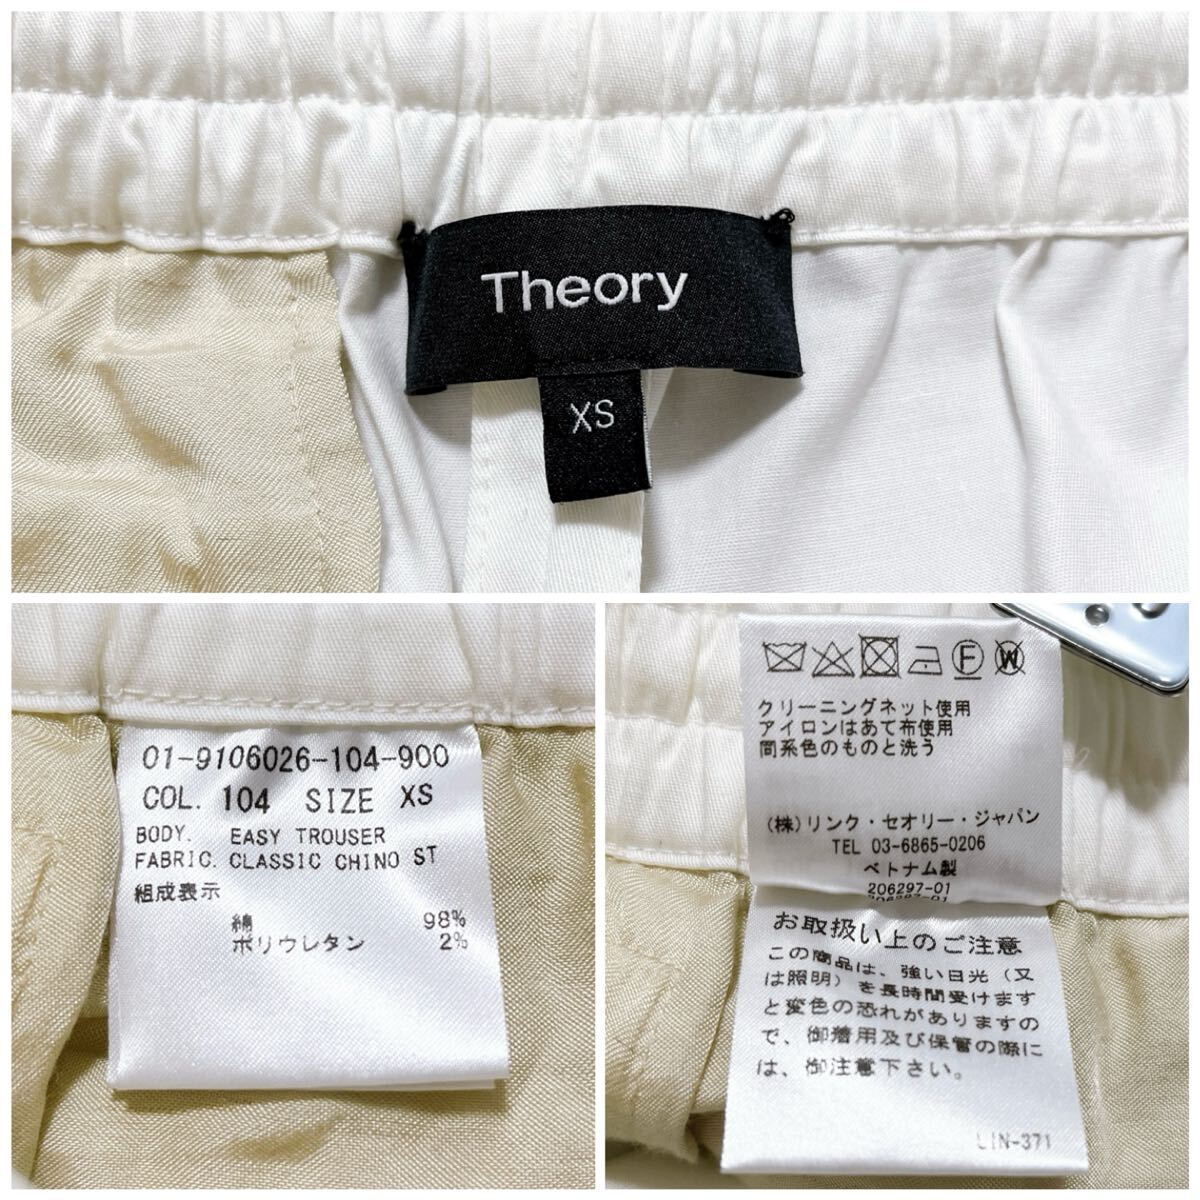 Theory
XS
01-9106026-104-900
COL. 104 SIZE XS
BODY. EASY TROUSER
FABRIC. CLASSIC CHINO ST
組成表示
綿 98%
ポリウレタン 2%
F W
クリーニングネット使用
アイロンはあて布使用
同系色のものと洗う
(株)リンク・セオリー・ジャパン
TEL 03-6865-0206
ベトナム製
206297-01
206297-01
お取扱い上のご注意
この商品は、強い日光(又
は照明)を長時間受けます
と変色の恐れがありますの
で、御着用及び保管の際に
は、御注意下さい。
LIN-371